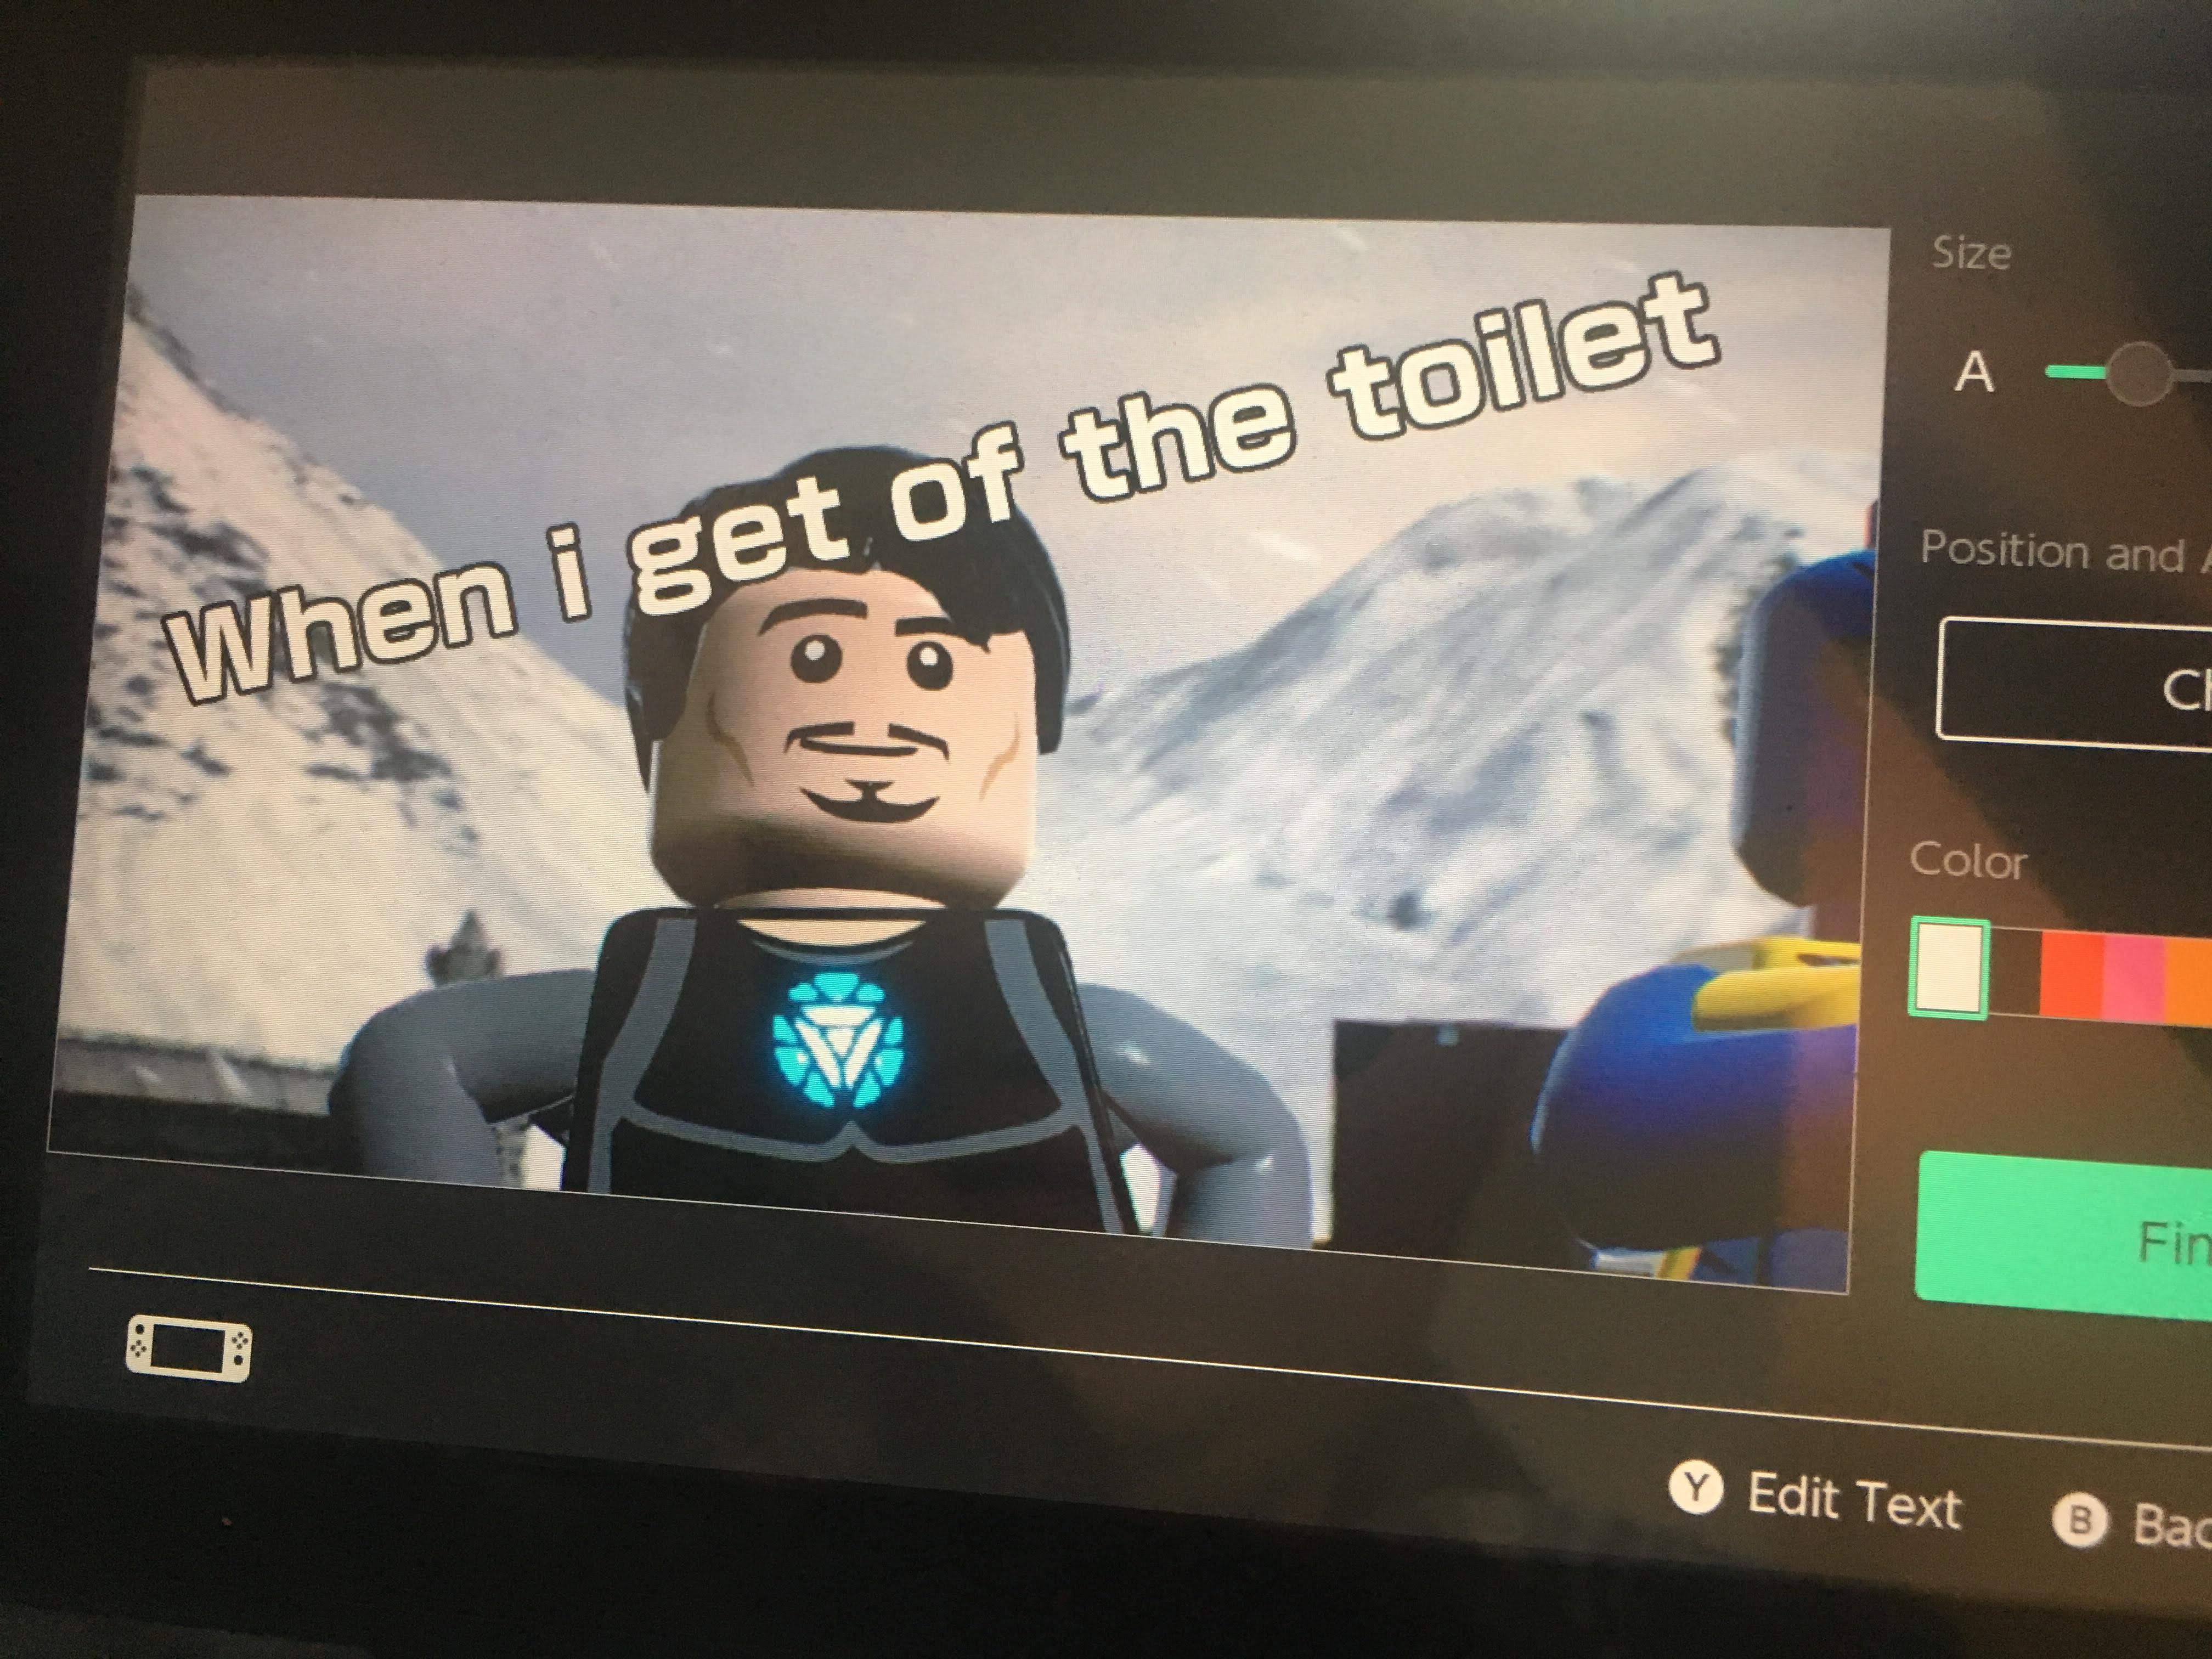 When i get of the toilet
Size
A
Position and
Color
Y Edit Text
B